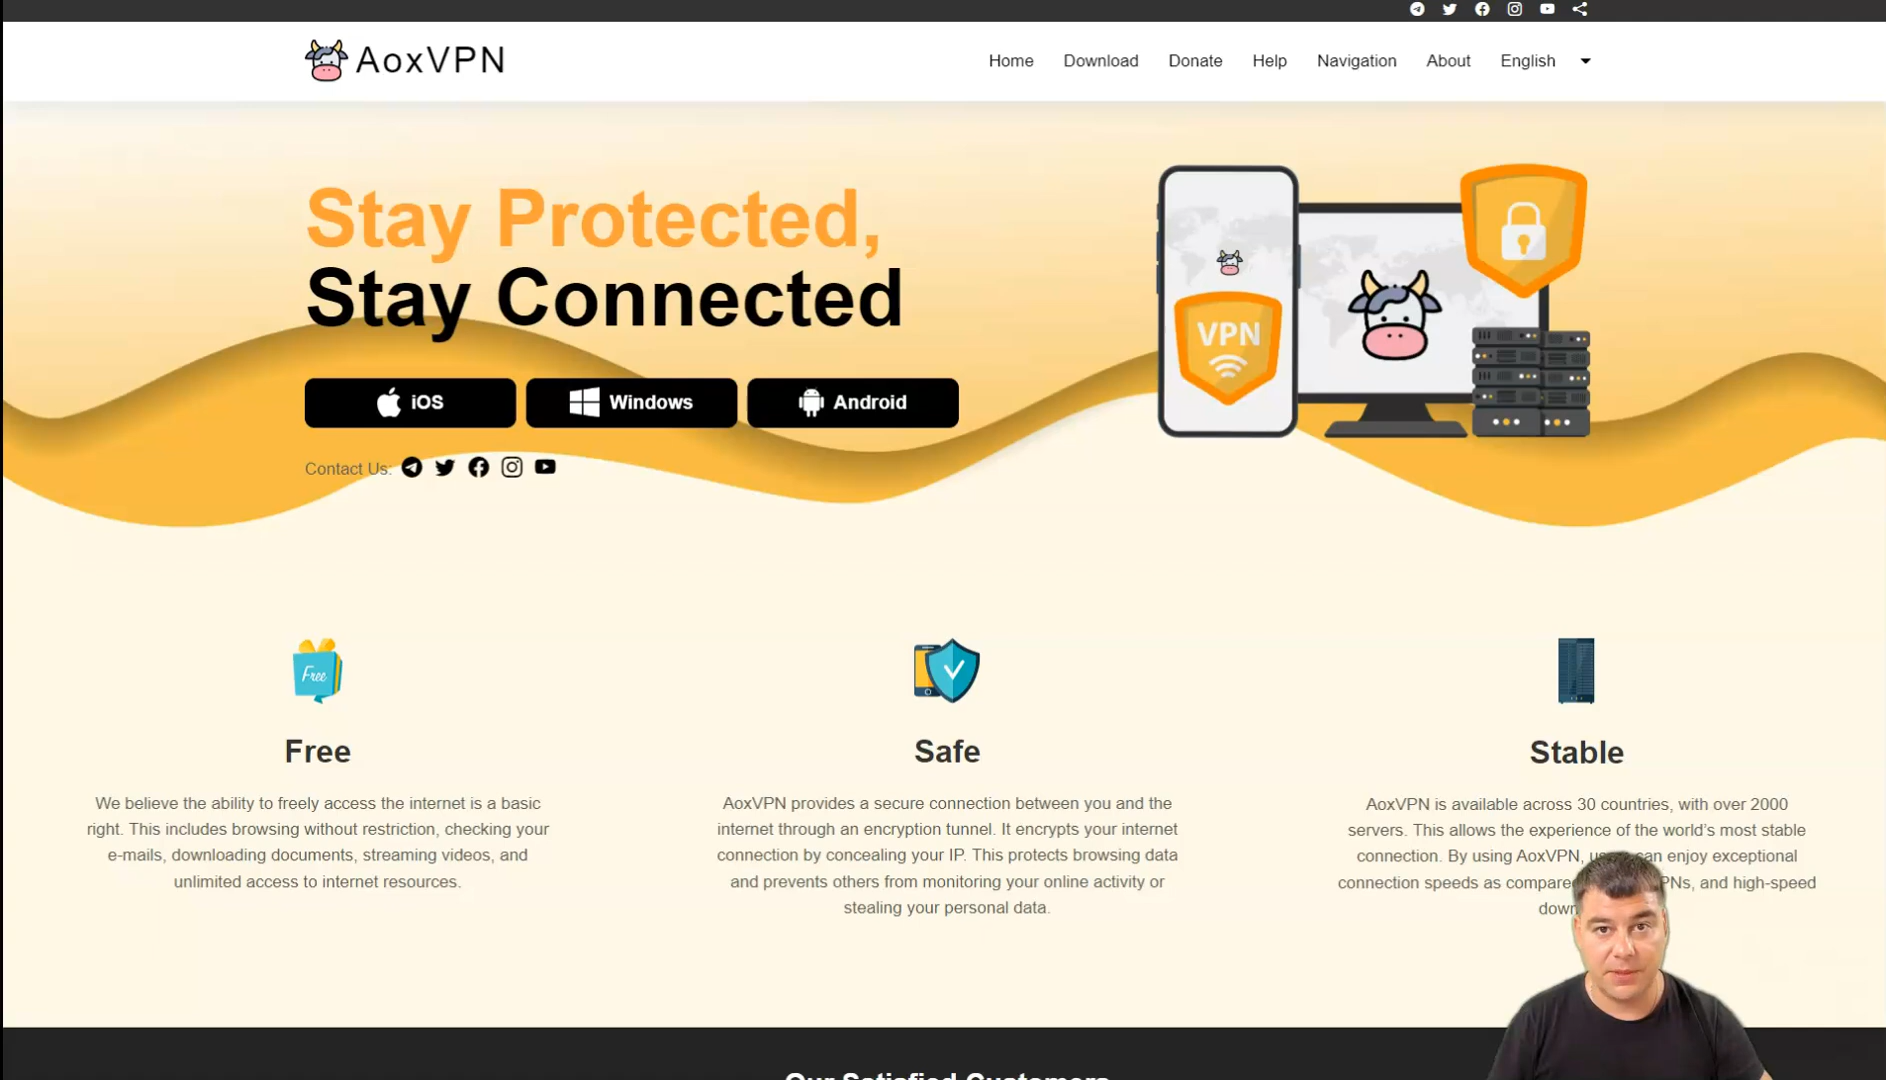 AoxVPN
Home Download Donate Help Navigation About English
Stay Protected,
Stay Connected
VPN
iOS Windows Android
Contact Us:
Free
Free
We believe the ability to freely access the internet is a basic
right. This includes browsing without restriction, checking your
e-mails, downloading documents, streaming videos, and
unlimited access to internet resources.
Safe
AoxVPN provides a secure connection between you and the
internet through an encryption tunnel. It encrypts your internet
connection by concealing your IP. This protects browsing data
and prevents others from monitoring your online activity or
stealing your personal data.
Stable
AoxVPN is available across 30 countries, with over 2000
servers. This allows the experience of the world's most stable
connection. By using AoxVPN, can enjoy exceptional
connection speeds as and high-speed
Our Satisfied Customers